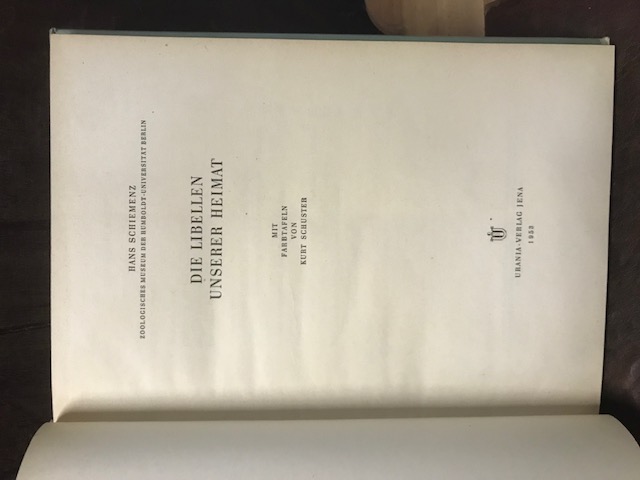 HANS SCHIEMENZ
ZOOLOGISCHES MUSEUM DER HUMBOLDT-UNIVERSITÄT BERLIN
DIE LIBELLEN
UNSERER HEIMAT
MIT
FARBTAFELN
VON
KURT SCHUSTER
URANIA-VERLAG JENA
1953